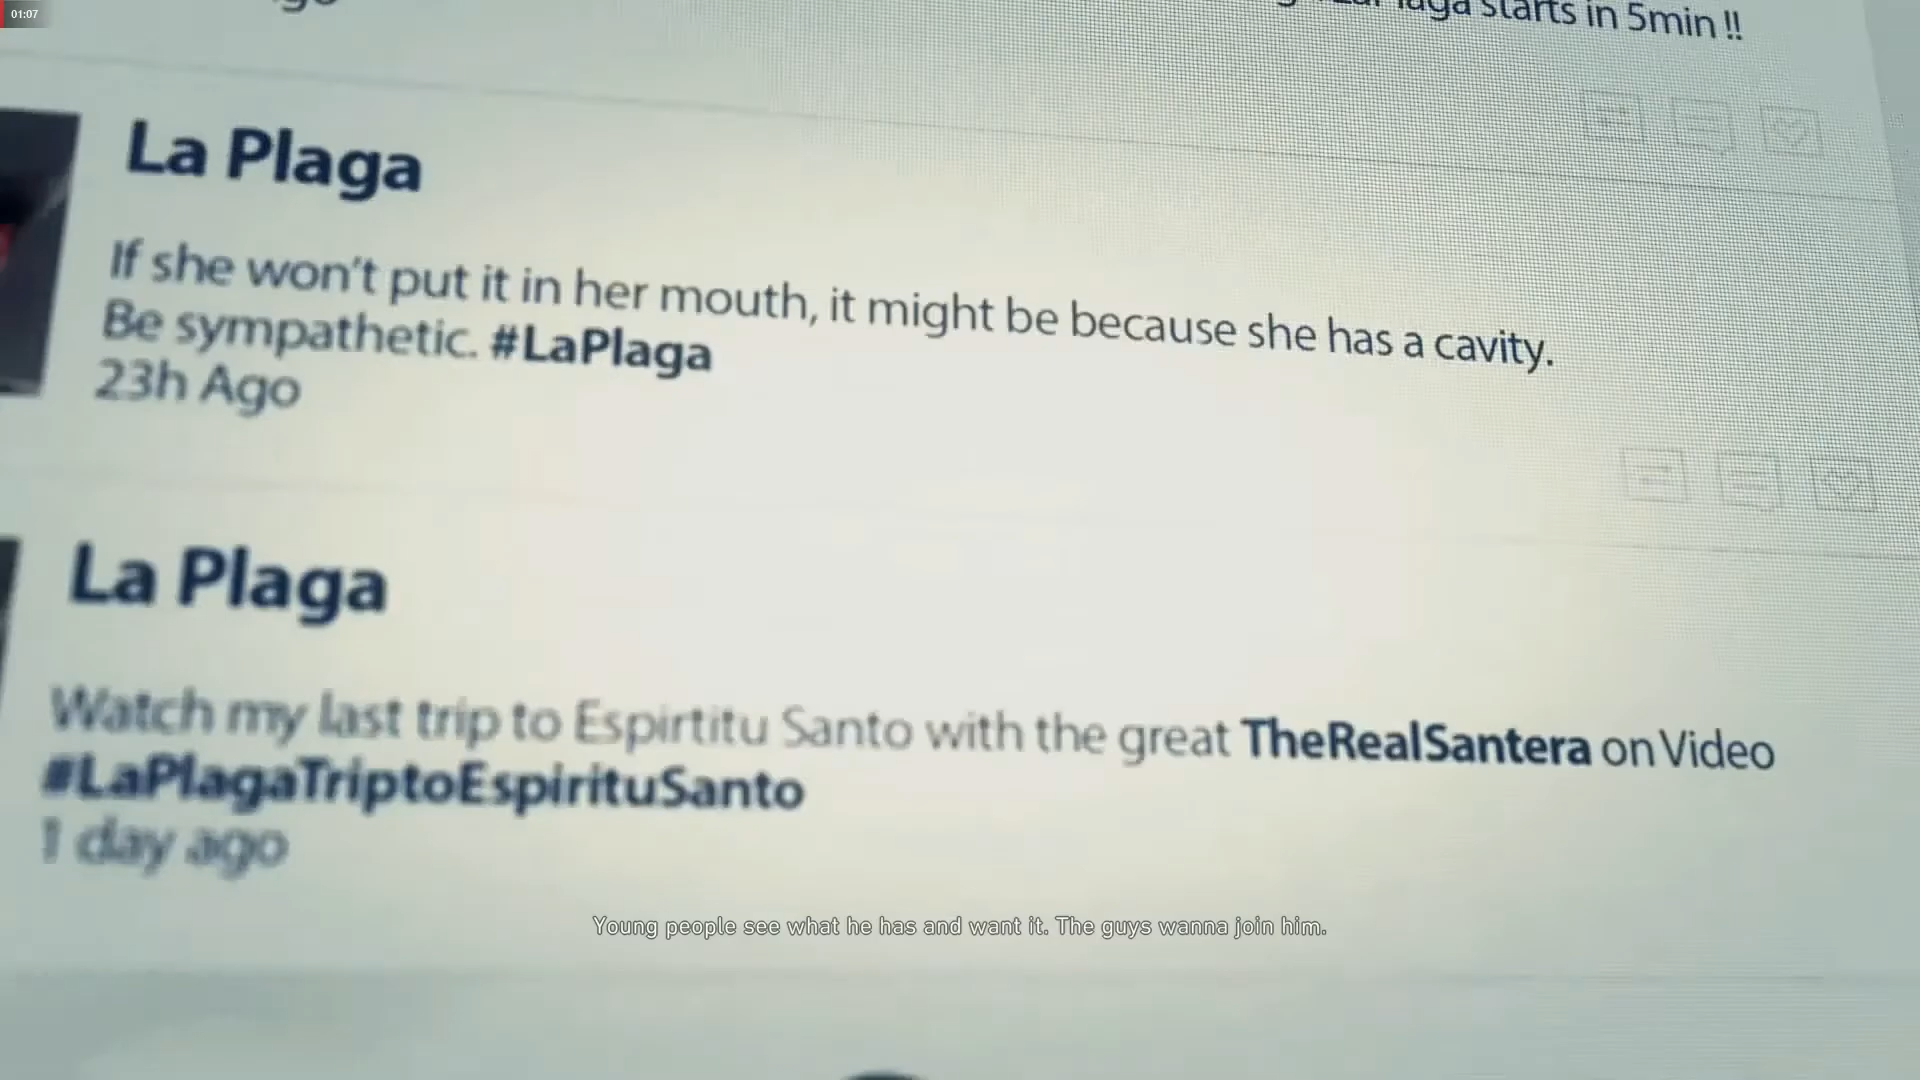 01:07
starts in 5min !!
La Plaga
If she won't put it in her mouth, it might be because she has a cavity.
Be sympathetic. #LaPlaga
23h Ago
La Plaga
Watch my last trip to Espirtitu Santo with the great TheRealSantera on Video
#LaPlagaTriptoEspirituSanto
1 day ago
Young people see what he has and want it. The guys wanna join him.